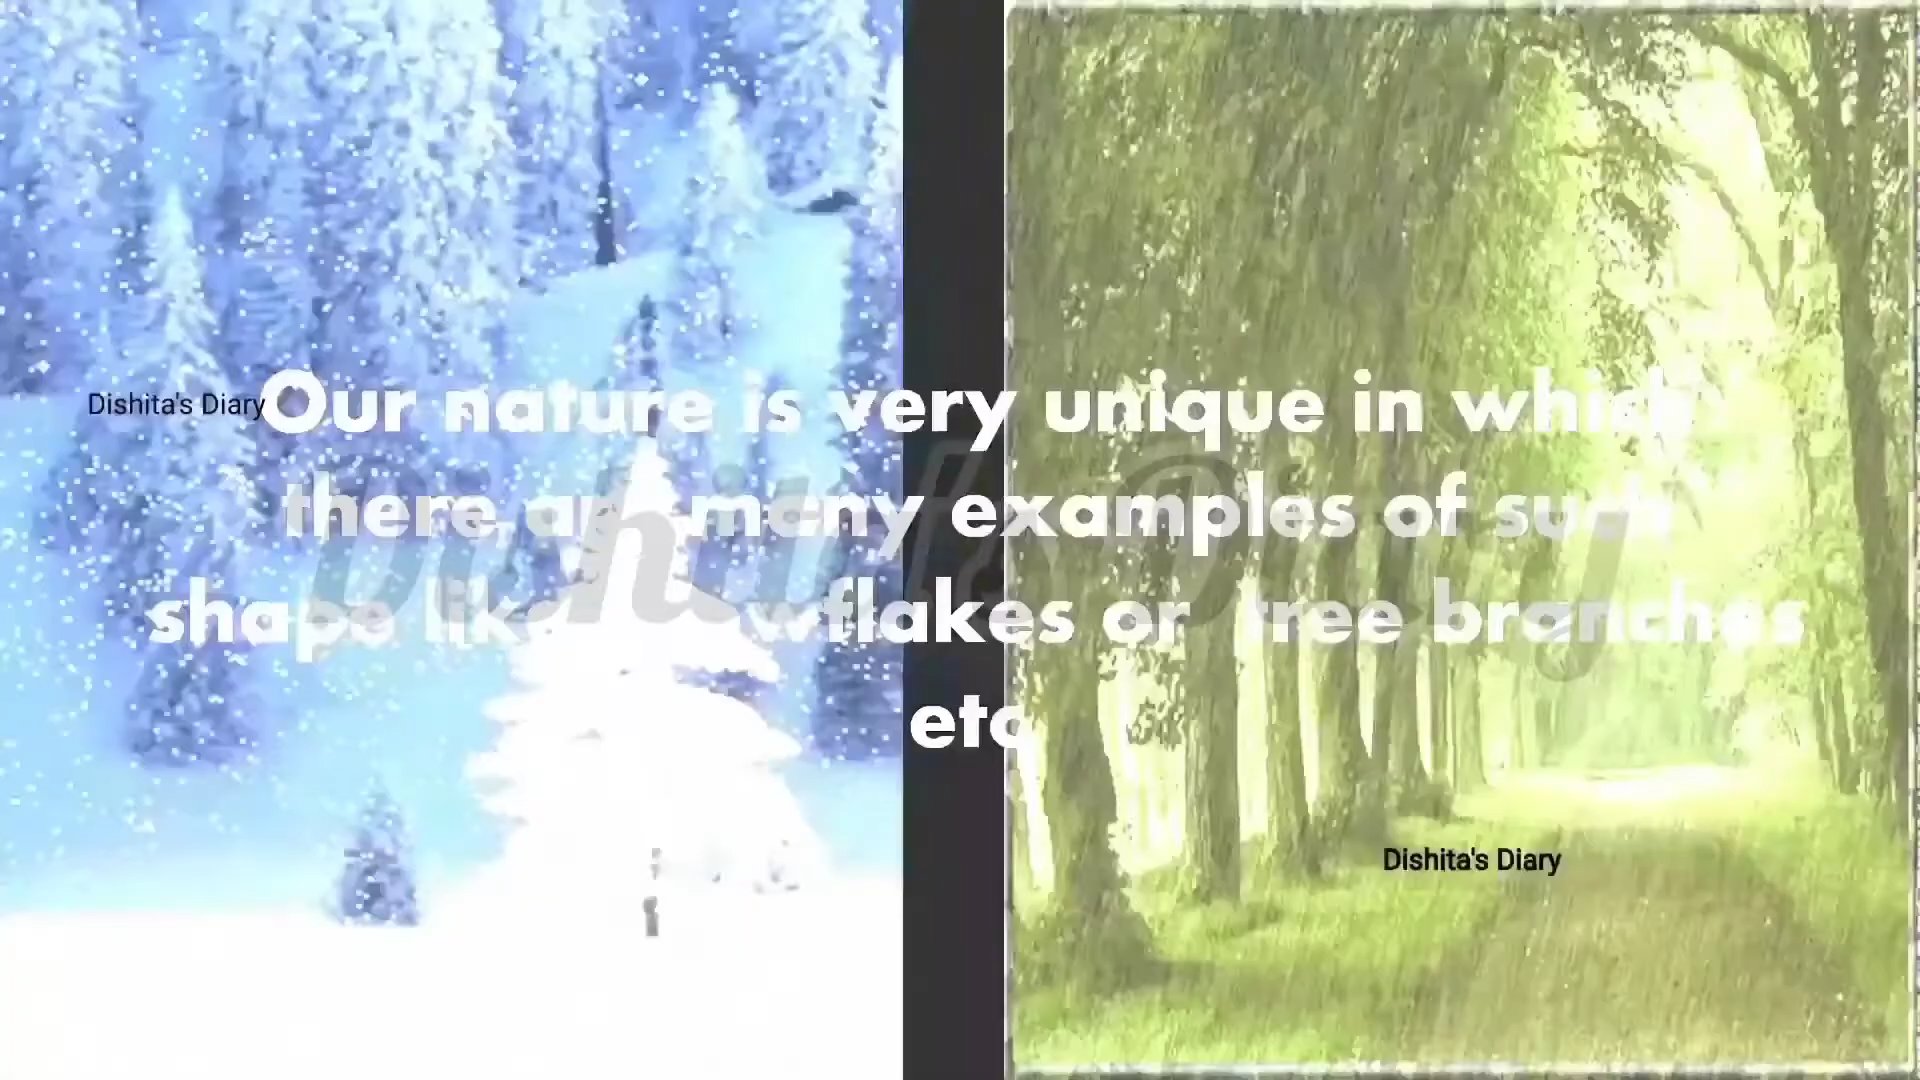 Dishita's Diary
Our nature is very unique in which
there are many examples of such
shape like snowflakes or tree branches
etc
Dishita's Diary